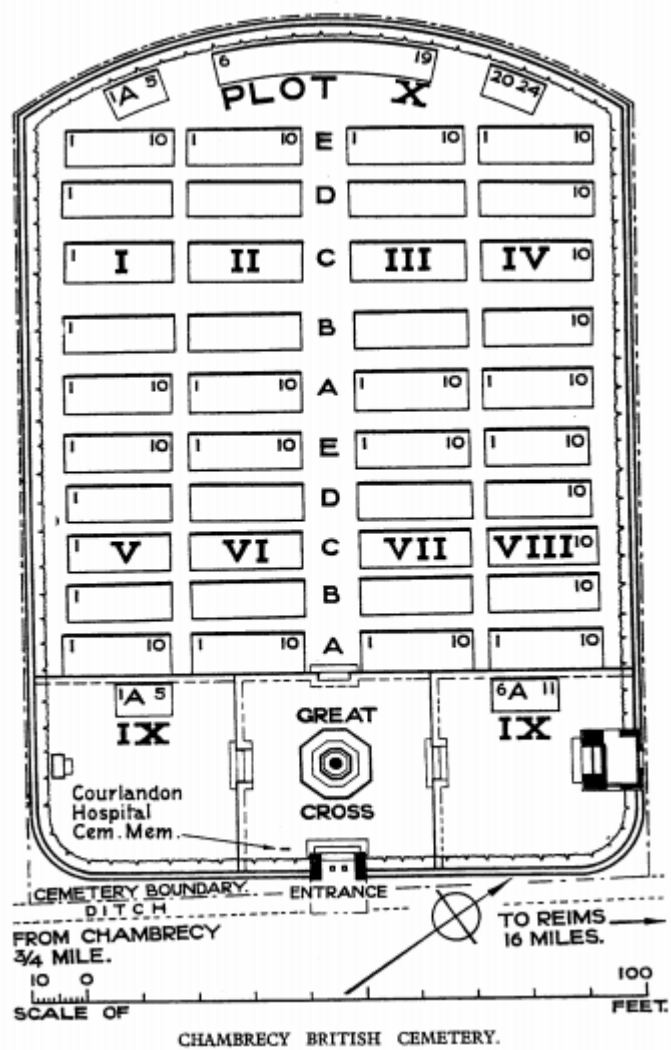 6 19
1A 5
20 24
PLOT X
1 10 1 10 E 1 10 1 10
1 D 10
1 I II C III IV 10
1 B 10
1 10 1 10 A 1 10 1 10
1 10 1 10 E 1 10 1 10
1 D 10
1 V VI C VII VIII 10
1 B 10
1 10 1 10 A 1 10 1 10
1A 5
IX
6A 11
IX
GREAT
CROSS
Courlandon
Hospital
Cem. Mem.
CEMETERY BOUNDARY.
ENTRANCE
DITCH
FROM CHAMBRECY
3/4 MILE.
TO REIMS
16 MILES.
10 0 100
SCALE OF FEET.
CHAMBRECY BRITISH CEMETERY.